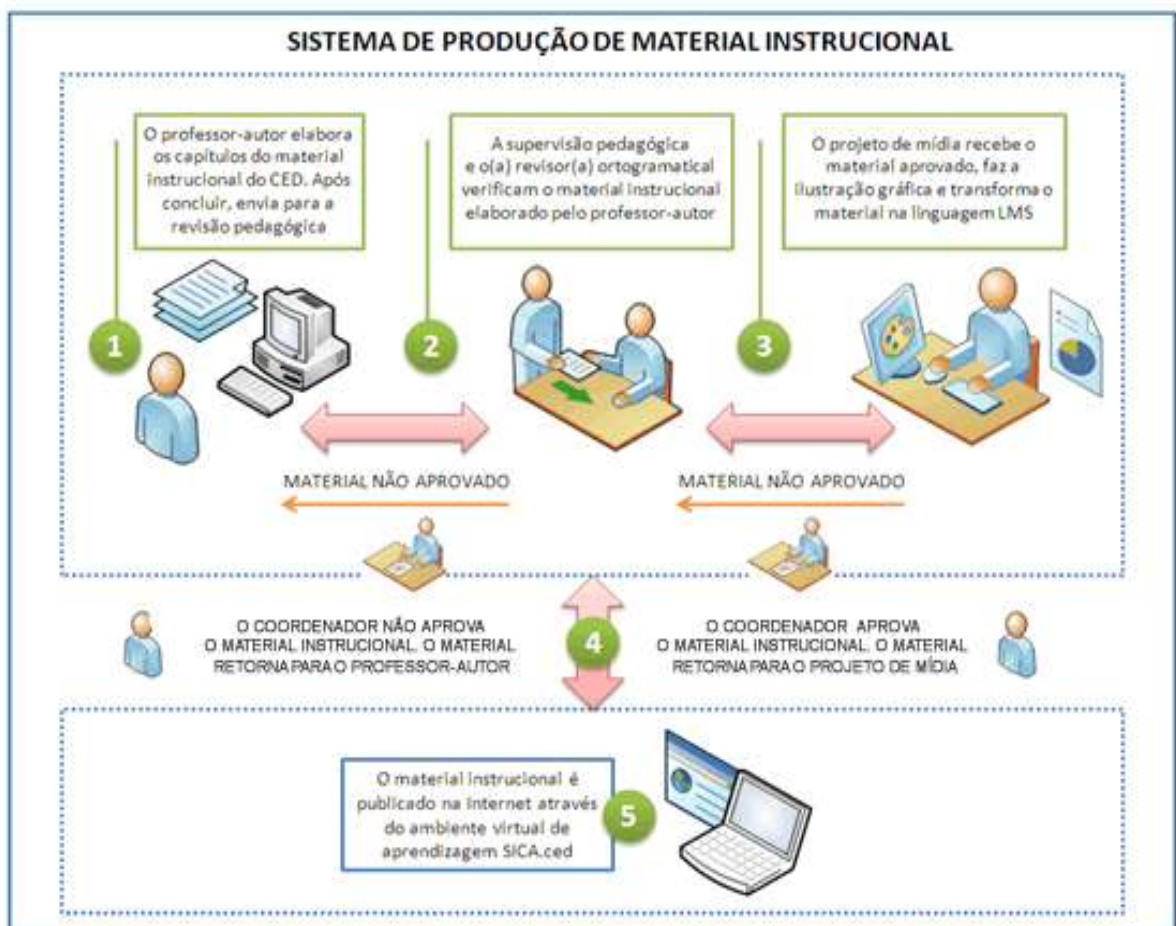 SISTEMA DE PRODUÇÃO DE MATERIAL INSTRUCIONAL
O professor-autor elabora
os capítulos do material
instrucional do CED. Após
concluir, envia para a
revisão pedagógica
A supervisão pedagógica
e o(a) revisor(a) ortogramatical
verificam o material instrucional
elaborado pelo professor-autor
O projeto de mídia recebe o
material aprovado, faz a
ilustração gráfica e transforma o
material na linguagem LMS
1
2
3
MATERIAL NÃO APROVADO
MATERIAL NÃO APROVADO
O COORDENADOR NÃO APROVA
O MATERIAL INSTRUCIONAL. O MATERIAL
RETORNA PARA O PROFESSOR-AUTOR
4
O COORDENADOR APROVA
O MATERIAL INSTRUCIONAL. O MATERIAL
RETORNA PARA O PROJETO DE MÍDIA
O material instrucional é
publicado na Internet através
do ambiente virtual de
aprendizagem SICA.ced
5